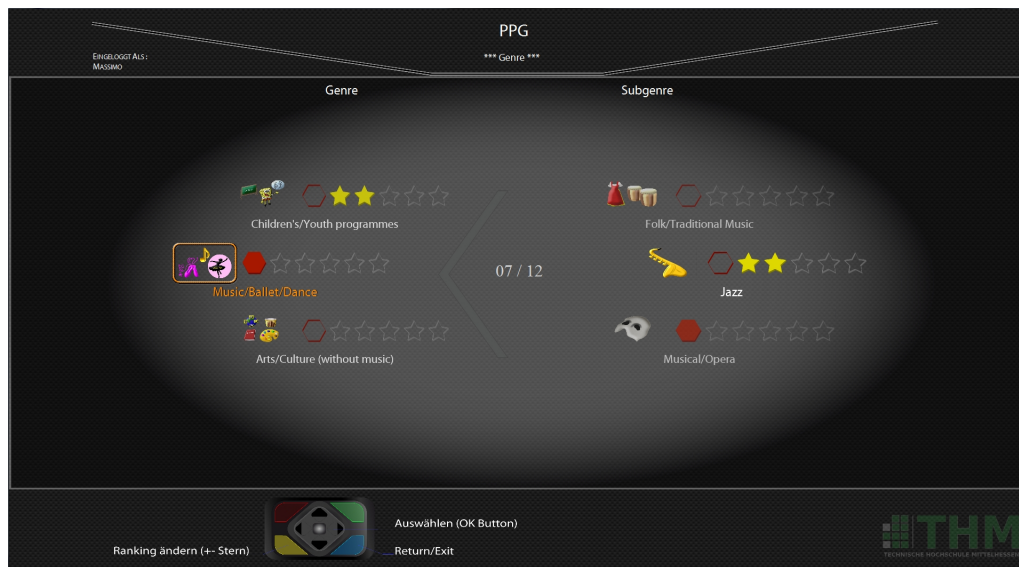 PPG
*** Genre ***
Eingeloggt Als :
Massimo
Genre
Subgenre
Children's/Youth programmes
Folk/Traditional Music
07 / 12
Music/Ballet/Dance
Jazz
Arts/Culture (without music)
Musical/Opera
Auswählen (OK Button)
Ranking ändern (+- Stern)
Return/Exit
THM
TECHNISCHE HOCHSCHULE MITTELHESSEN